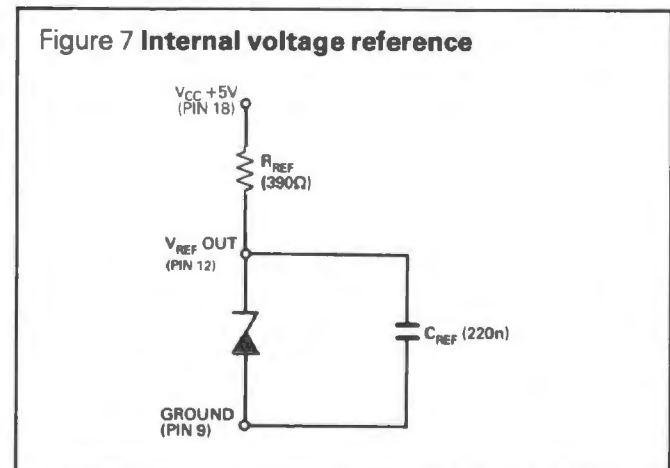 Figure 7 Internal voltage reference
VCC +5V
(PIN 18)
RREF
(390Ω)
VREF OUT
(PIN 12)
CREF (220n)
GROUND
(PIN 9)